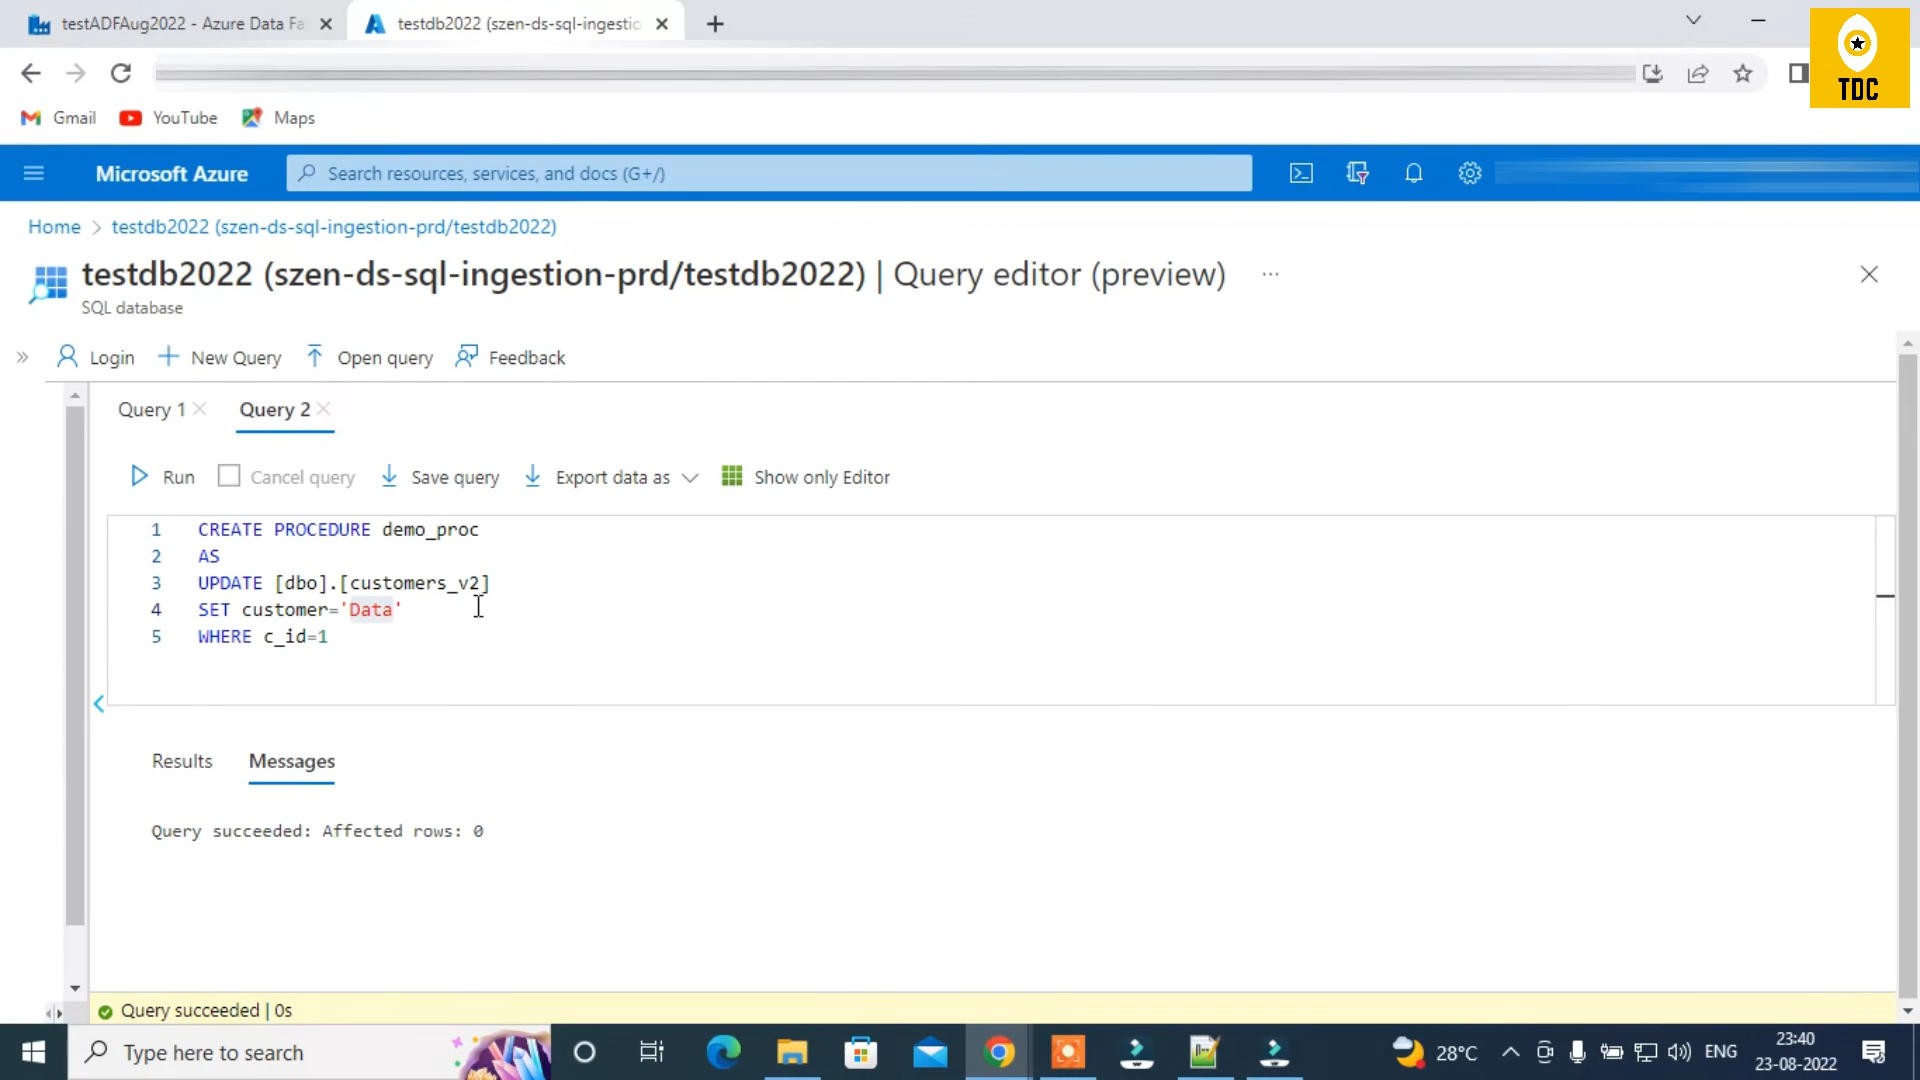 testADFAug2022 - Azure Data Fa
testdb2022 (szen-ds-sql-ingestio
TDC
Gmail
YouTube
Maps
Microsoft Azure
Search resources, services, and docs (G+/)
Home > testdb2022 (szen-ds-sql-ingestion-prd/testdb2022)
testdb2022 (szen-ds-sql-ingestion-prd/testdb2022) | Query editor (preview) ...
SQL database
Login
New Query
Open query
Feedback
Query 1
Query 2
Run
Cancel query
Save query
Export data as
Show only Editor
1 CREATE PROCEDURE demo_proc
2 AS
3 UPDATE [dbo].[customers_v2]
4 SET customer='Data'
5 WHERE c_id=1
Results
Messages
Query succeeded: Affected rows: 0
Query succeeded | 0s
Type here to search
28°C
ENG
23:40
23-08-2022